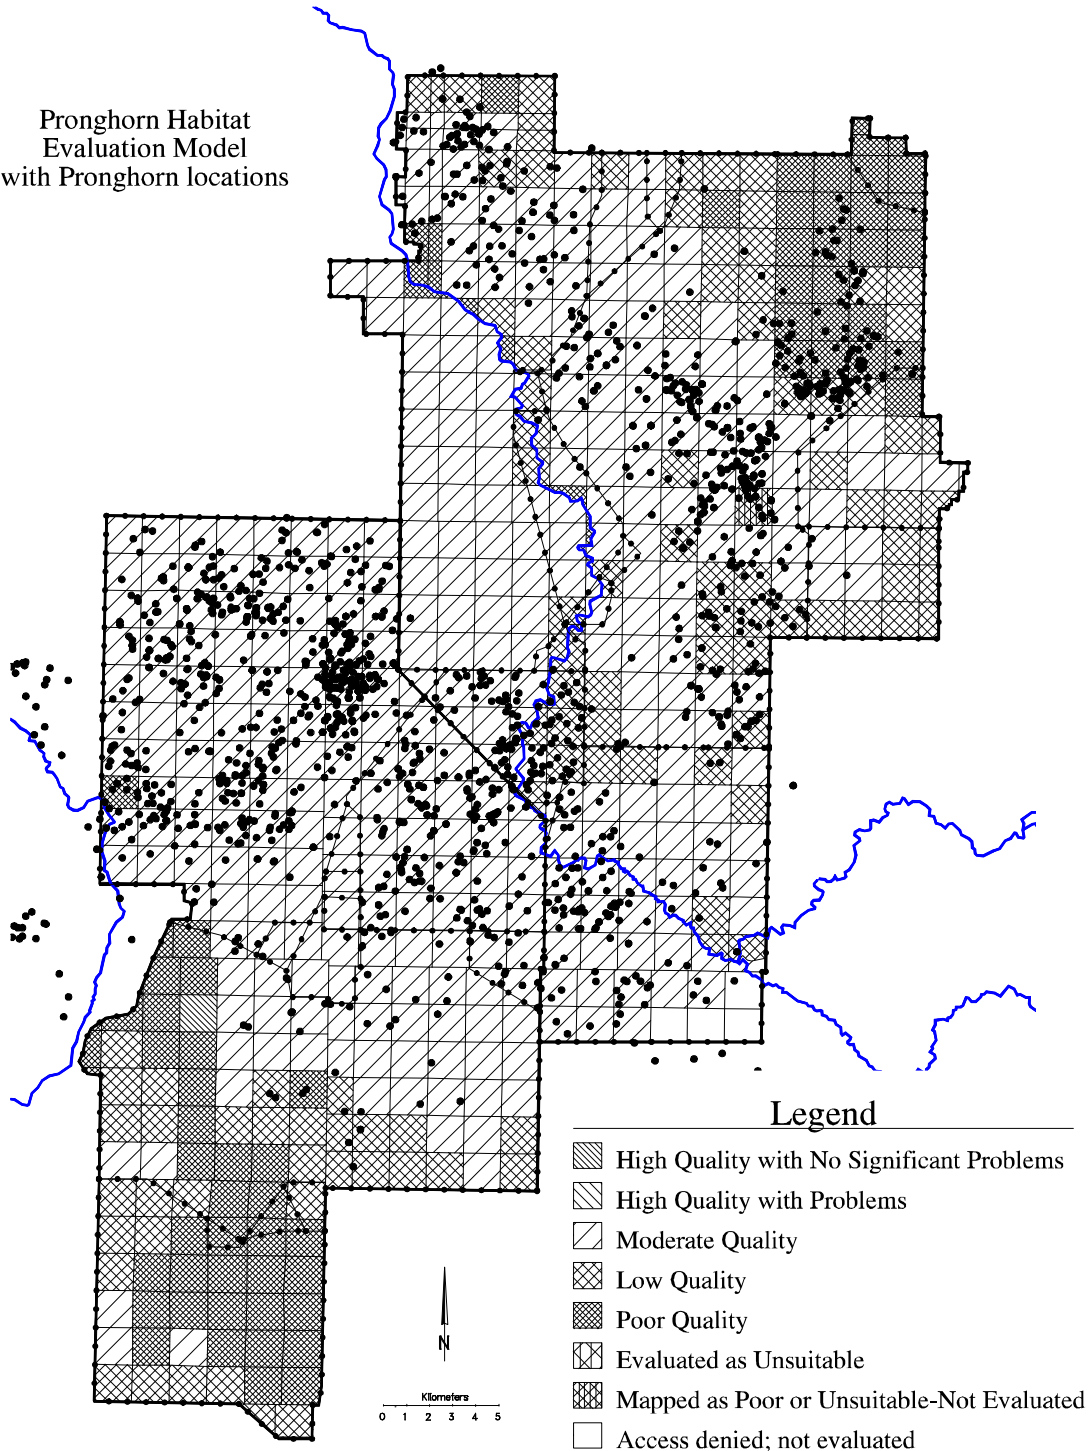 Pronghorn Habitat
Evaluation Model
with Pronghorn locations
Legend
High Quality with No Significant Problems
High Quality with Problems
Moderate Quality
Low Quality
Poor Quality
Evaluated as Unsuitable
Mapped as Poor or Unsuitable-Not Evaluated
Access denied; not evaluated
N
Kilometers
0 1 2 3 4 5